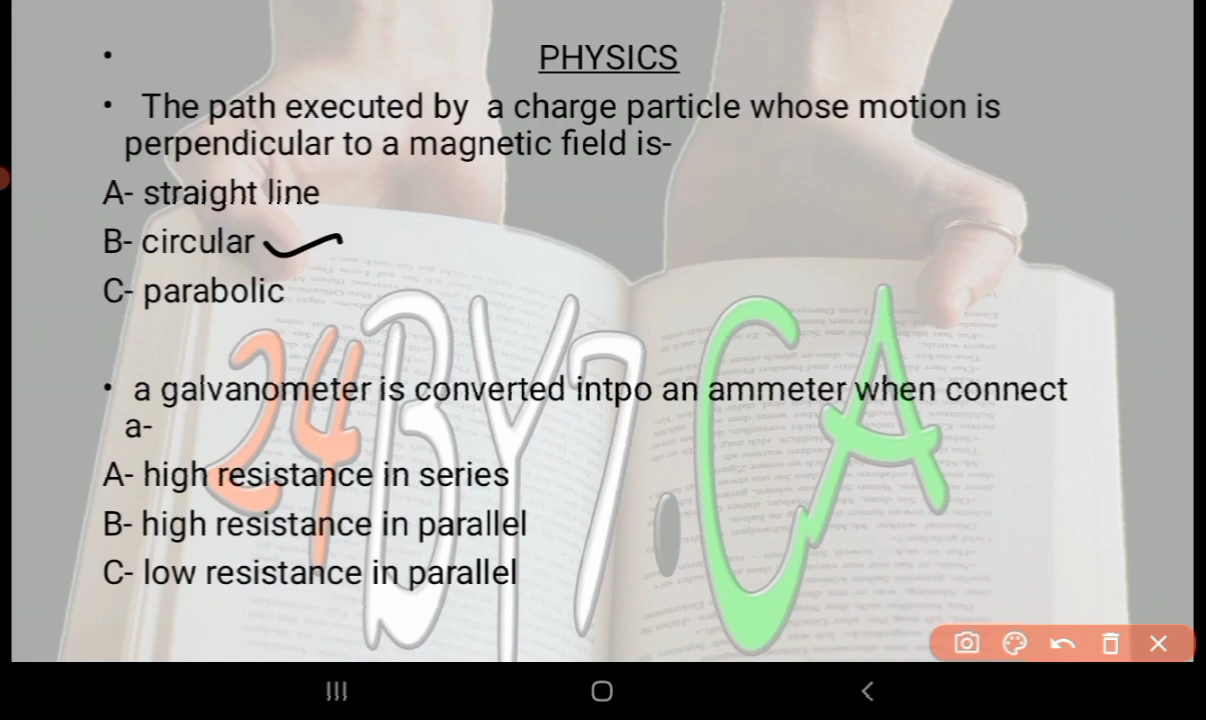 • PHYSICS
• The path executed by a charge particle whose motion is
perpendicular to a magnetic field is-
A- straight line
B- circular
C- parabolic
• a galvanometer is converted intpo an ammeter when connect
a-
A- high resistance in series
B- high resistance in parallel
C- low resistance in parallel
24BY7.CA